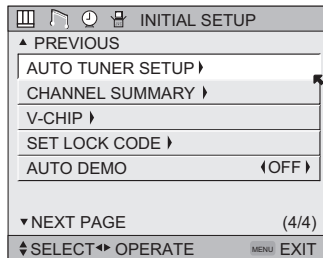 INITIAL SETUP
▲ PREVIOUS
AUTO TUNER SETUP
CHANNEL SUMMARY
V-CHIP
SET LOCK CODE
AUTO DEMO OFF
▼NEXT PAGE (4/4)
SELECT OPERATE MENU EXIT